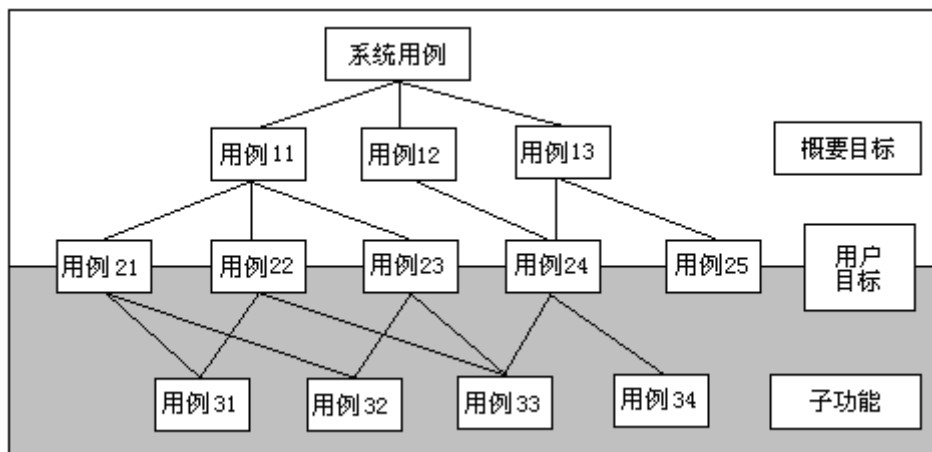 系统用例
用例11
用例12
用例13
概要目标
用例21
用例22
用例23
用例24
用例25
用户
目标
用例31
用例32
用例33
用例34
子功能